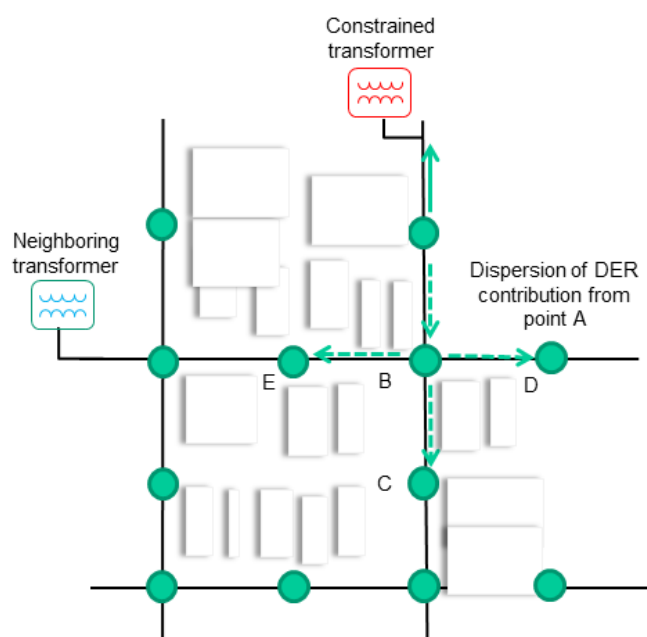 Constrained
transformer
Neighboring
transformer
Dispersion of DER
contribution from
point A
E
B
D
C